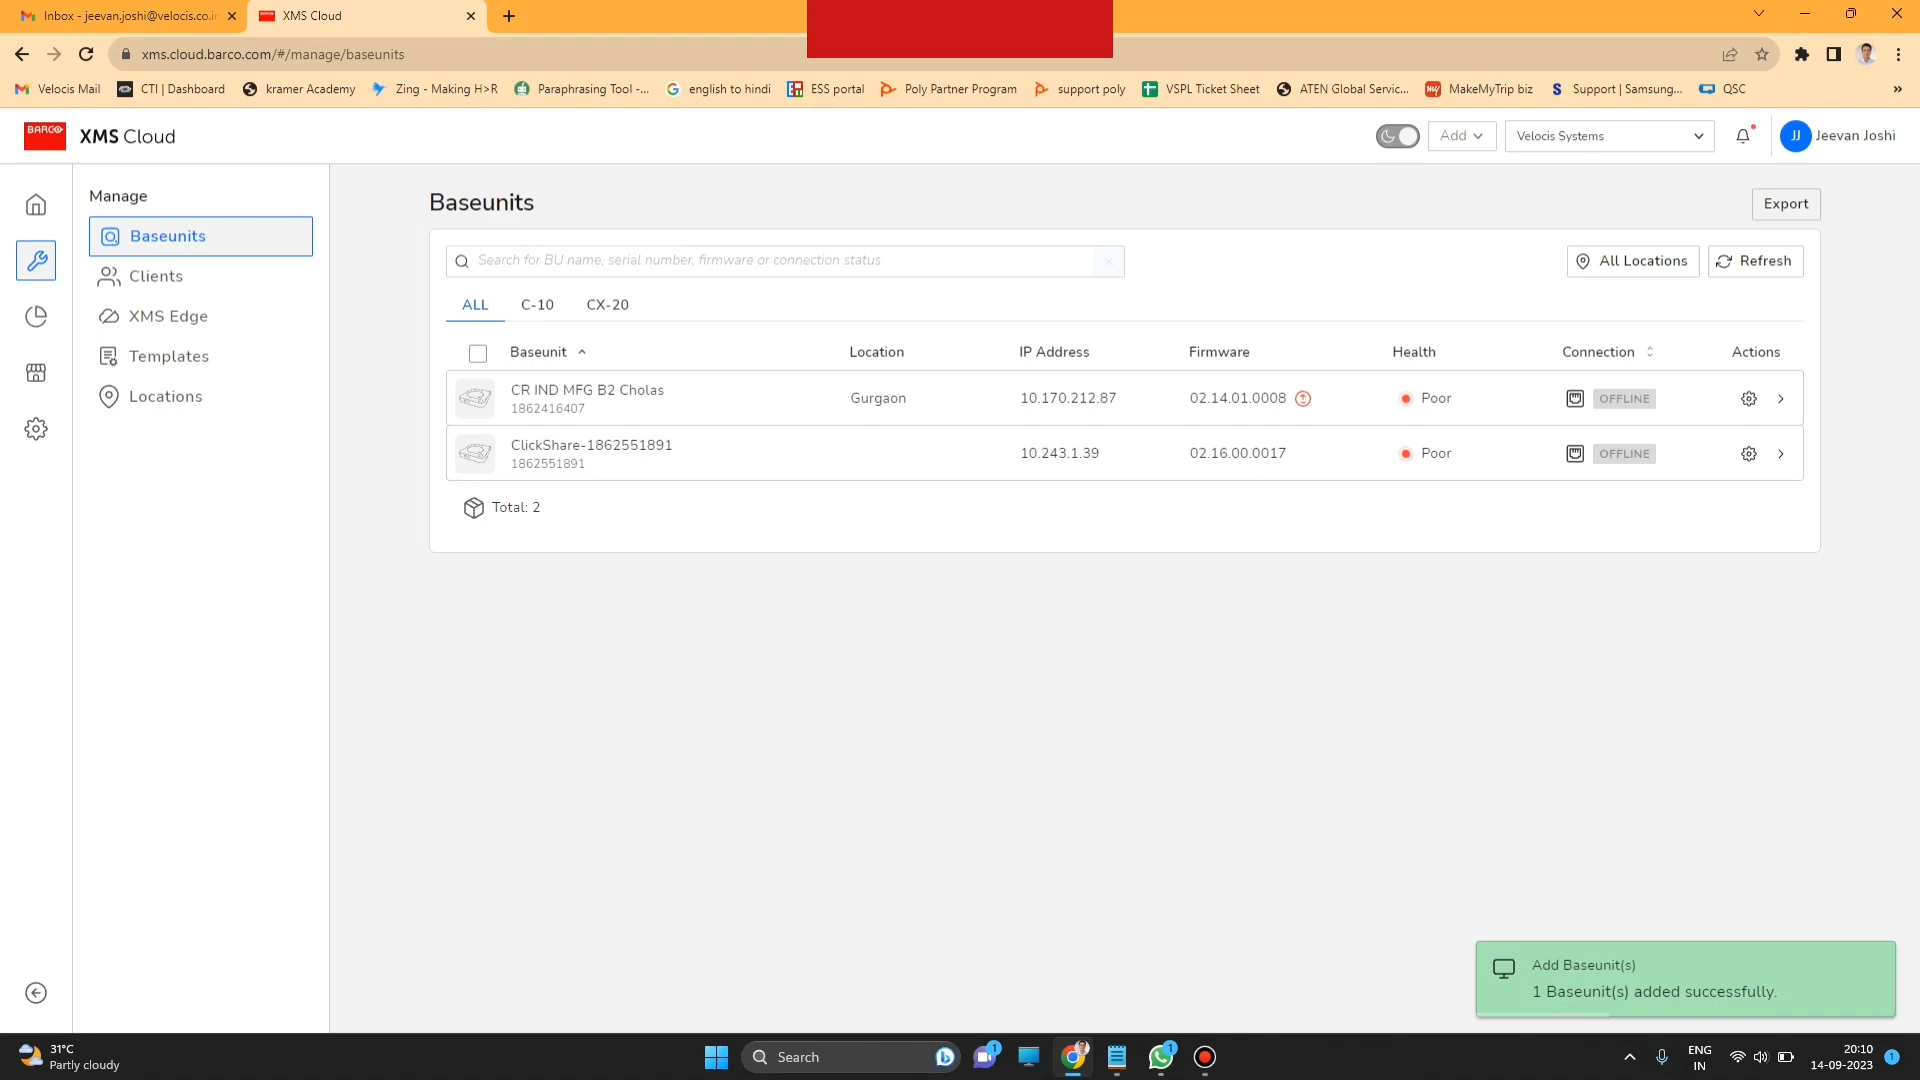 Inbox - jeevan.joshi@velocis.co.in
XMS Cloud
xms.cloud.barco.com/#/manage/baseunits
Velocis Mail
CTI | Dashboard
kramer Academy
Zing - Making H>R
Paraphrasing Tool -...
english to hindi
ESS portal
Poly Partner Program
support poly
VSPL Ticket Sheet
ATEN Global Servic...
MakeMyTrip biz
Support | Samsung...
QSC
»
BARCO
XMS Cloud
Add
Velocis Systems
JJ
Jeevan Joshi
Manage
Baseunits
Clients
XMS Edge
Templates
Locations
Baseunits
Export
Search for BU name, serial number, firmware or connection status
All Locations
Refresh
ALL
C-10
CX-20
Baseunit
Location
IP Address
Firmware
Health
Connection
Actions
CR IND MFG B2 Cholas
1862416407
Gurgaon
10.170.212.87
02.14.01.0008
Poor
OFFLINE
ClickShare-1862551891
1862551891
10.243.1.39
02.16.00.0017
Poor
OFFLINE
Total: 2
Add Baseunit(s)
1 Baseunit(s) added successfully.
31°C
Partly cloudy
Search
1
1
ENG
IN
20:10
14-09-2023
1